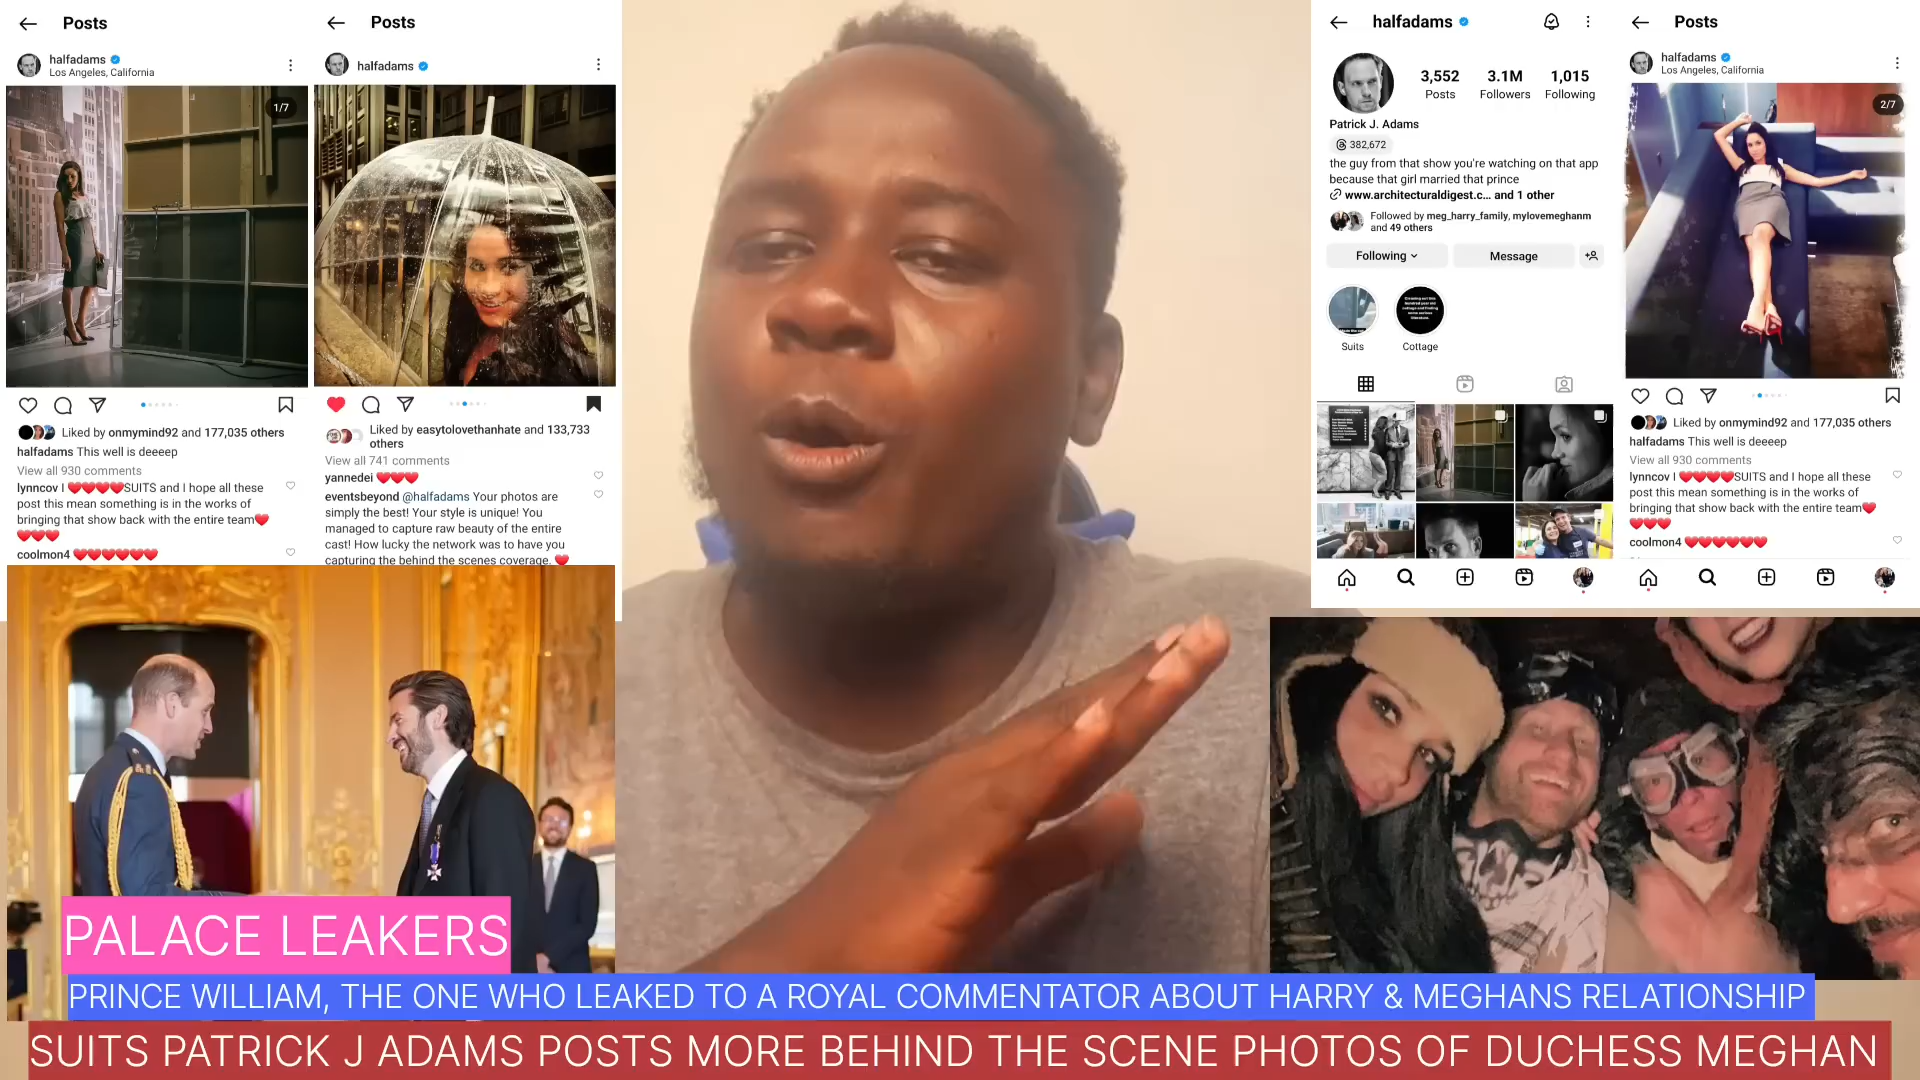 Posts
halfadams
Los Angeles, California
1/7
Liked by onmymind92 and 177,035 others
halfadams This well is deeeep
View all 930 comments
lynncov I ❤️❤️❤️❤️SUITS and I hope all these
post this mean something is in the works of
bringing that show back with the entire team❤️
❤️❤️❤️
coolmon4 ❤️❤️❤️❤️❤️❤️
Posts
halfadams
Liked by easytolovethanhate and 133,733
others
View all 741 comments
yannedei ❤️❤️❤️❤️
eventsbeyond @halfadams Your photos are
simply the best! Your style is unique! You
managed to capture raw beauty of the entire
cast! How lucky the network was to have you
capturing the behind the scenes coverage. ❤️
halfadams
3,552 3.1M 1,015
Posts Followers Following
Patrick J. Adams
382,672
the guy from that show you're watching on that app
because that girl married that prince
www.architecturaldigest.c... and 1 other
Followed by meg_harry_family, mylovemeghanm
and 49 others
Following Message
Suits Cottage
Posts
halfadams
Los Angeles, California
2/7
Liked by onmymind92 and 177,035 others
halfadams This well is deeeep
View all 930 comments
lynncov I ❤️❤️❤️❤️SUITS and I hope all these
post this mean something is in the works of
bringing that show back with the entire team❤️
❤️❤️❤️
coolmon4 ❤️❤️❤️❤️❤️❤️
PALACE LEAKERS
PRINCE WILLIAM, THE ONE WHO LEAKED TO A ROYAL COMMENTATOR ABOUT HARRY & MEGHANS RELATIONSHIP
SUITS PATRICK J ADAMS POSTS MORE BEHIND THE SCENE PHOTOS OF DUCHESS MEGHAN